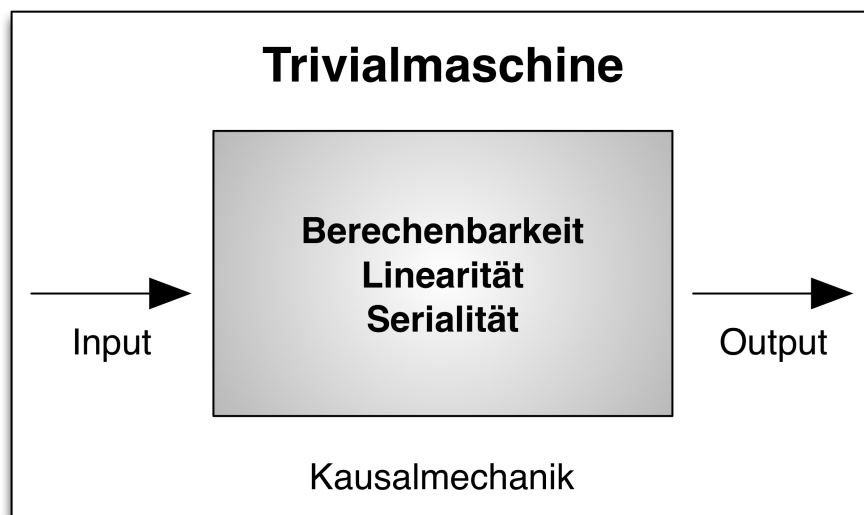 Trivialmaschine
Berechenbarkeit
Linearität
Serialität
Input
Output
Kausalmechanik